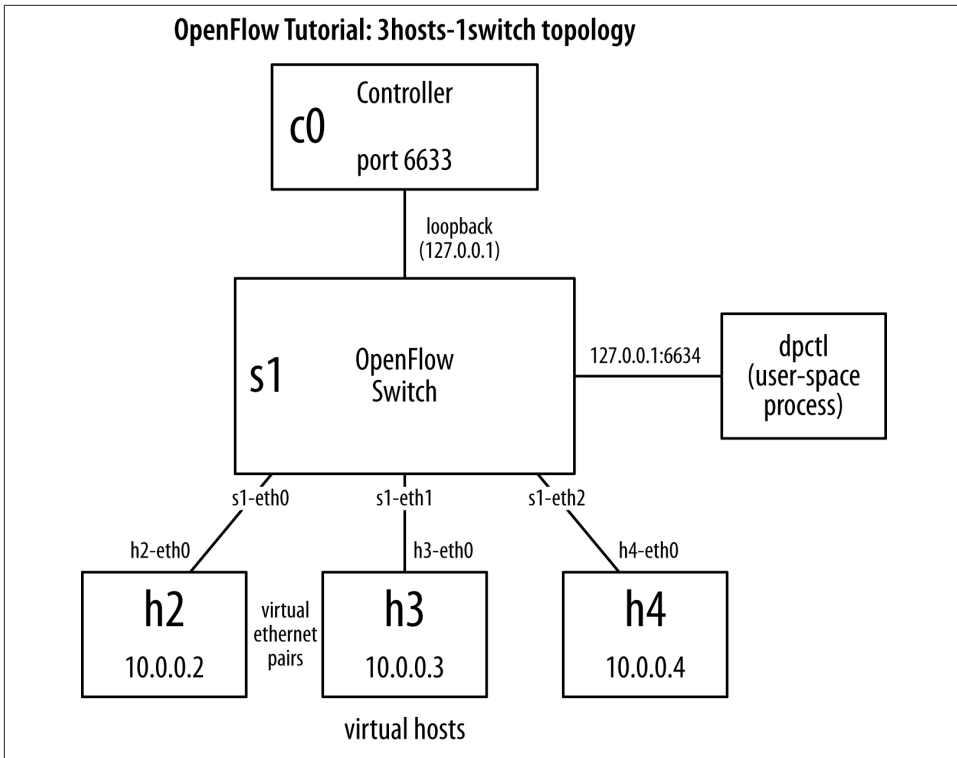 OpenFlow Tutorial: 3hosts-1switch topology
Controller
c0
port 6633
loopback
(127.0.0.1)
s1
OpenFlow
Switch
127.0.0.1:6634
dpctl
(user-space
process)
s1-eth0
s1-eth1
s1-eth2
h2-eth0
h3-eth0
h4-eth0
h2
10.0.0.2
virtual
ethernet
pairs
h3
10.0.0.3
h4
10.0.0.4
virtual hosts